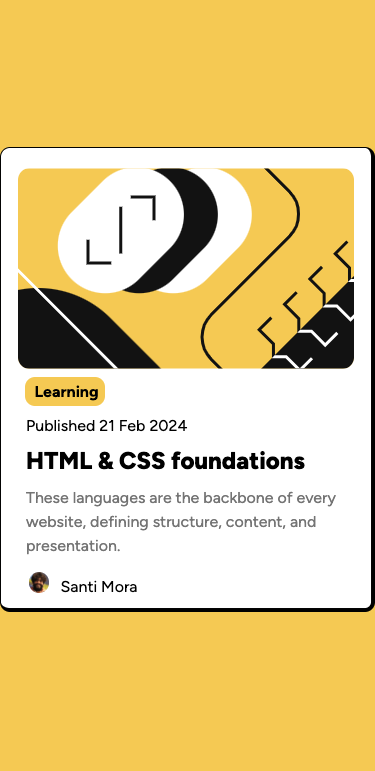 Learning
Published 21 Feb 2024
HTML & CSS foundations
These languages are the backbone of every
website, defining structure, content, and
presentation.
Santi Mora